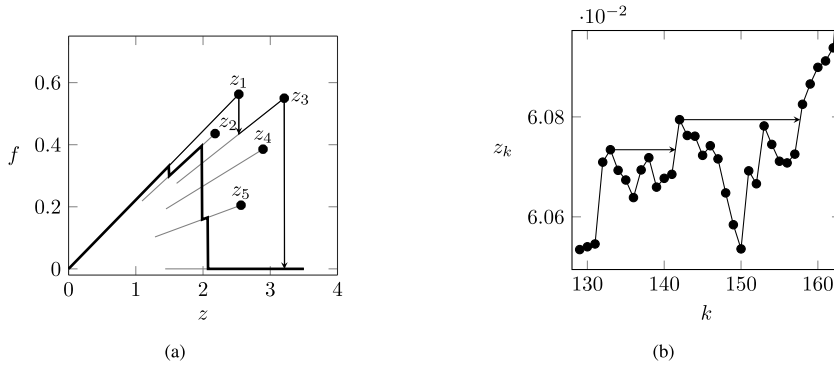 ·10⁻²
0.6
0.4
0.2
0
f
z₁
z₂
z₃
z₄
z₅
0 1 2 3 4
z
(a)
6.08
6.06
z_k
130 140 150 160
k
(b)